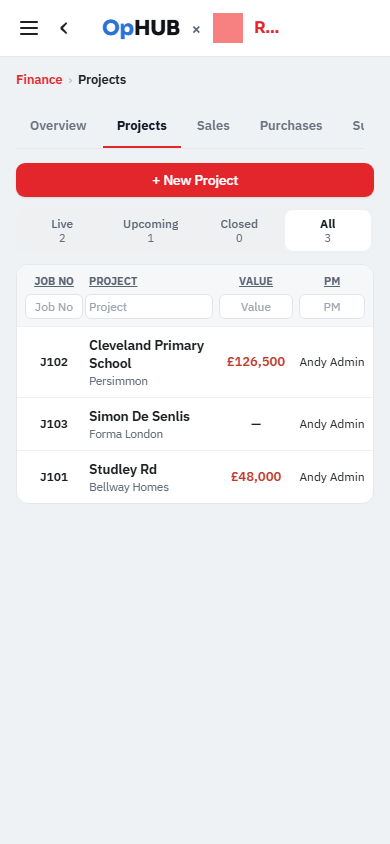 OpHUB × R...
Finance › Projects
Overview Projects Sales Purchases Su
+ New Project
Live Upcoming Closed All
2 1 0 3
JOB NO PROJECT VALUE PM
Job No Project Value PM
J102 Cleveland Primary School £126,500 Andy Admin
Persimmon
J103 Simon De Senlis – Andy Admin
Forma London
J101 Studley Rd £48,000 Andy Admin
Bellway Homes